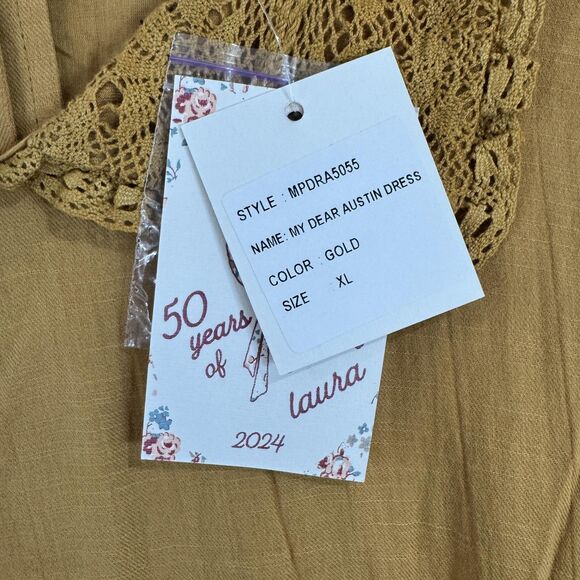 STYLE : MPDRA5055
NAME: MY DEAR AUSTIN DRESS
COLOR : GOLD
SIZE : XL
50
years
of
laura
2024